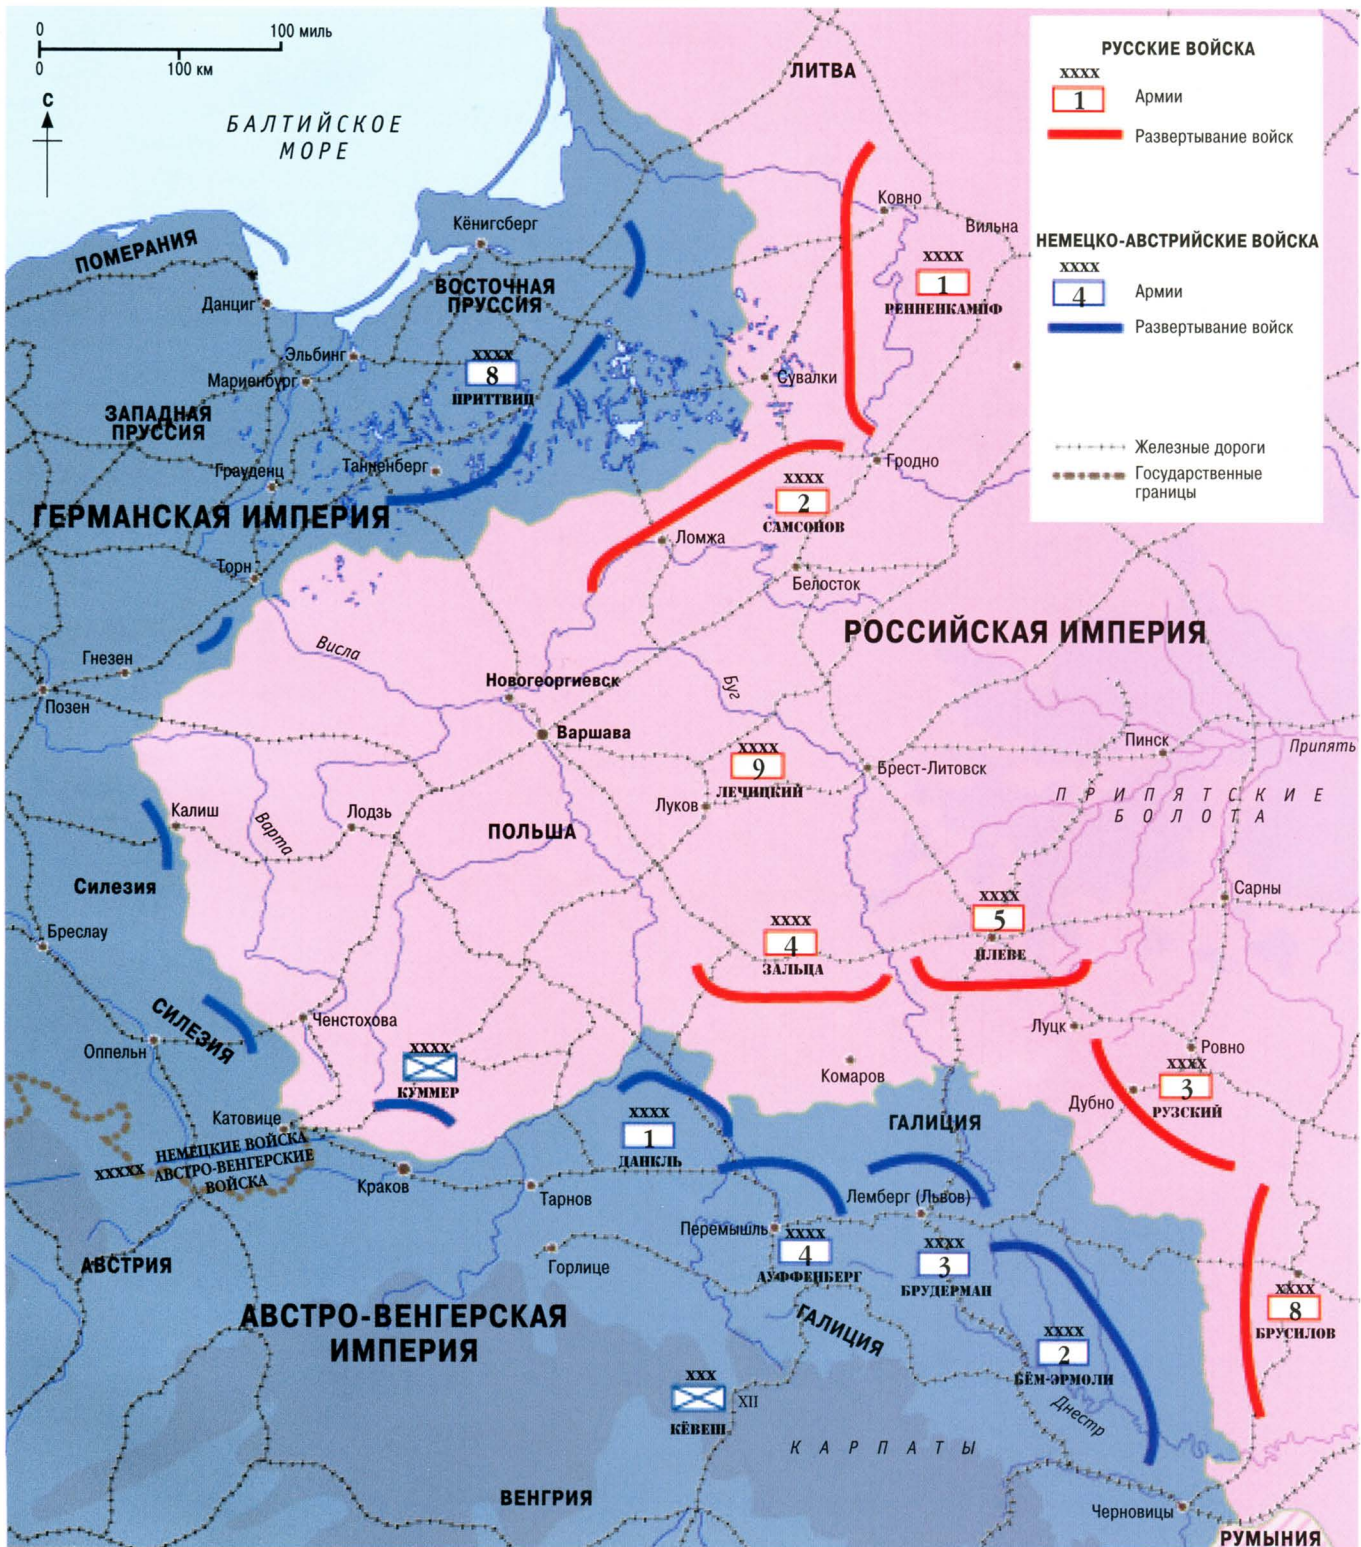 0 100 миль
0 100 км
С
БАЛТИЙСКОЕ
МОРЕ
ЛИТВА
РУССКИЕ ВОЙСКА
XXXX
1
Армии
Развертывание войск
НЕМЕЦКО-АВСТРИЙСКИЕ ВОЙСКА
XXXX
4
Армии
Развертывание войск
Железные дороги
Государственные
границы
Ковно
Вильна
Кёнигсберг
ПОМЕРАНИЯ
ВОСТОЧНАЯ
ПРУССИЯ
XXXX
1
РЕННЕНКАМПФ
Данциг
Эльбинг
Мариенбург
XXXX
8
ПРИТТВИЦ
Сувалки
ЗАПАДНАЯ
ПРУССИЯ
Грауденц
Танненберг
Гродно
XXXX
2
САМСОНОВ
ГЕРМАНСКАЯ ИМПЕРИЯ
Ломжа
Торн
Белосток
РОССИЙСКАЯ ИМПЕРИЯ
Висла
Гнезен
Позен
Новогеоргиевск
Буг
Варшава
Пинск
Припять
XXXX
9
ЛЕЧИЦКИЙ
Брест-Литовск
ПРИПЯТСКИЕ
БОЛОТА
Калиш
Варта
Лодзь
Луков
ПОЛЬША
Силезия
Сарны
XXXX
5
ПЛЕВЕ
Бреслау
XXXX
4
ЗАЛЬЦА
СИЛЕЗИЯ
Ченстохова
Луцк
Оппельн
Ровно
XXXX
КУММЕР
Комаров
XXXX
3
РУЗСКИЙ
Дубно
Катовице
XXXX
1
ДАНКЛЬ
ГАЛИЦИЯ
НЕМЕЦКИЕ ВОЙСКА
XXXXX АВСТРО-ВЕНГЕРСКИЕ
ВОЙСКА
Краков
Тарнов
Лемберг (Львов)
Перемышль
АВСТРИЯ
Горлице
XXXX
4
АУФФЕНБЕРГ
XXXX
3
БРУДЕРМАН
XXXX
8
БРУСИЛОВ
АВСТРО-ВЕНГЕРСКАЯ
ИМПЕРИЯ
ГАЛИЦИЯ
XXXX
2
БЁМ-ЭРМОЛИ
XXX
XII
КЁВЕШ
Днестр
КАРПАТЫ
ВЕНГРИЯ
Черновицы
РУМЫНИЯ